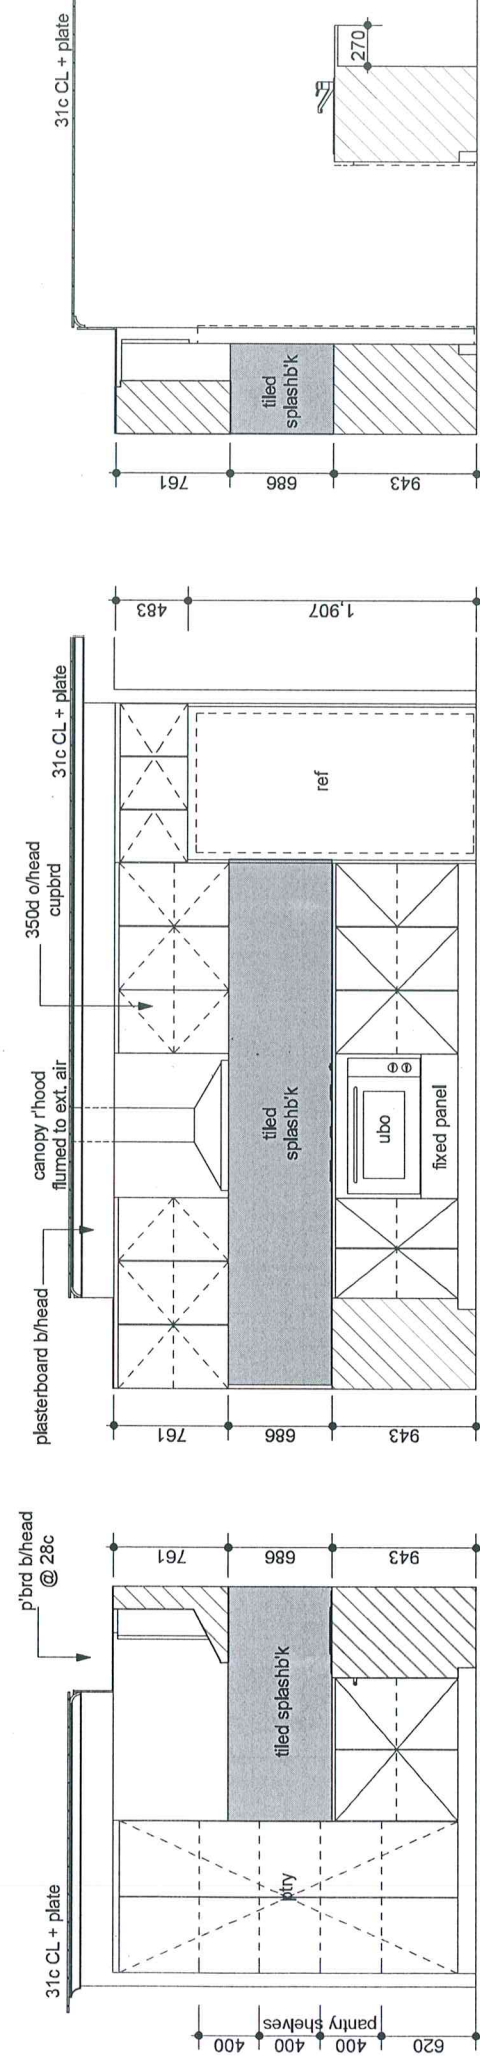 31c CL + plate
p'brd b/head
@ 28c
ptry
tiled splashb'k
pantry shelves
620
400
400
400
761
686
943
plasterboard b/head
canopy r'hood
flumed to ext. air
350d o/head
cupbrd
31c CL + plate
761
686
943
tiled
splashb'k
ubo
fixed panel
ref
483
1,907
31c CL + plate
761
686
943
tiled
splashb'k
270